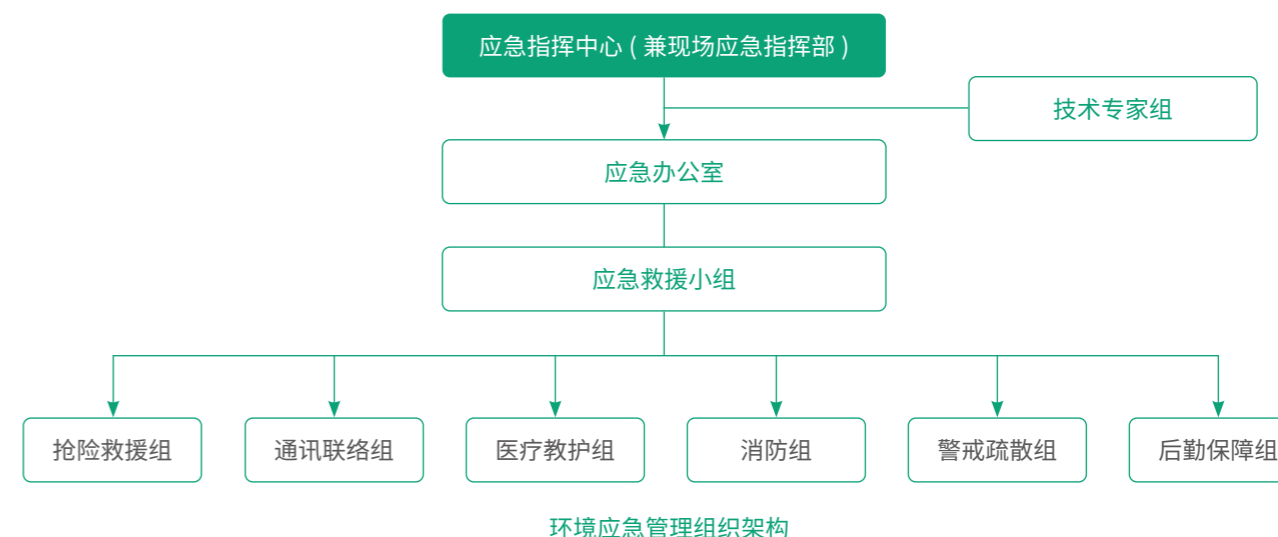 应急指挥中心 ( 兼现场应急指挥部 )
技术专家组
应急办公室
应急救援小组
抢险救援组
通讯联络组
医疗教护组
消防组
警戒疏散组
后勤保障组
环境应急管理组织架构